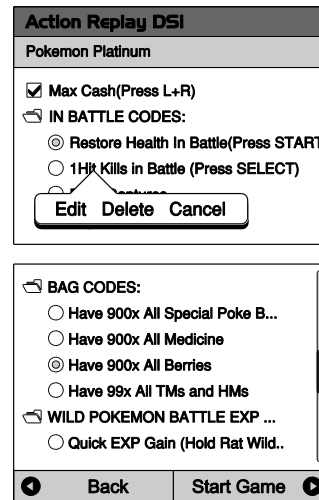 Action Replay DSi
Pokemon Platinum
Max Cash(Press L+R)
IN BATTLE CODES:
Restore Health In Battle(Press START
1Hit Kills in Battle (Press SELECT)
Edit Delete Cancel
BAG CODES:
Have 900x All Special Poke B...
Have 900x All Medicine
Have 900x All Berries
Have 99x All TMs and HMs
WILD POKEMON BATTLE EXP ...
Quick EXP Gain (Hold Rat Wild..
Back Start Game